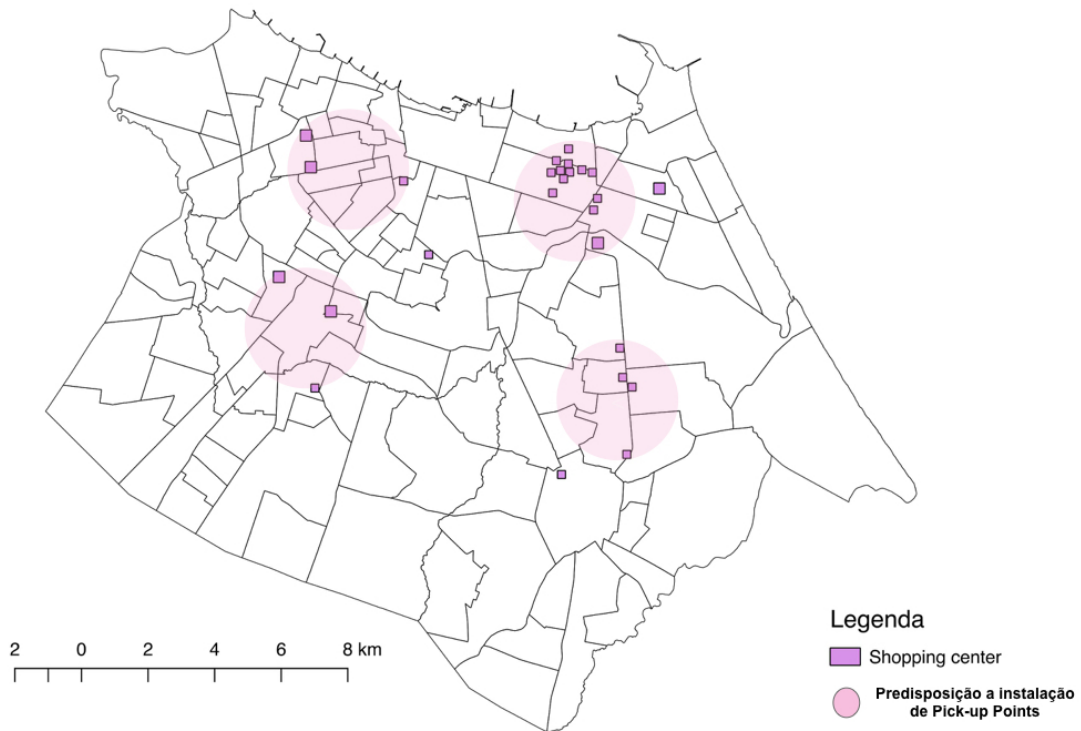 2 0 2 4 6 8 km
Legenda
Shopping center
Predisposição a instalação
de Pick-up Points